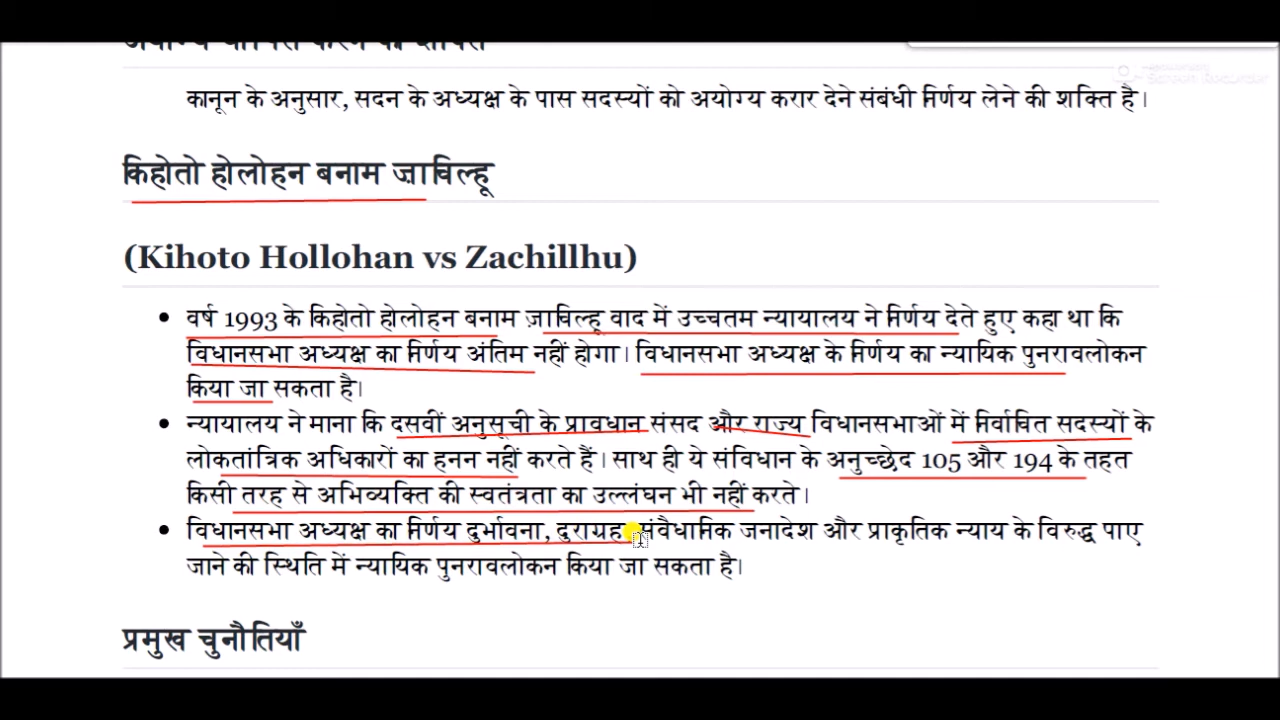 कानून के अनुसार, सदन के अध्यक्ष के पास सदस्यों को अयोग्य करार देने संबंधी निर्णय लेने की शक्ति है।
किहोतो होलोहन बनाम ज़ाचिल्हू
(Kihoto Hollohan vs Zachillhu)
वर्ष 1993 के किहोतो होलोहन बनाम ज़ाचिल्हू वाद में उच्चतम न्यायालय ने निर्णय देते हुए कहा था कि
विधानसभा अध्यक्ष का निर्णय अंतिम नहीं होगा। विधानसभा अध्यक्ष के निर्णय का न्यायिक पुनरावलोकन
किया जा सकता है।
न्यायालय ने माना कि दसवीं अनुसूची के प्रावधान संसद और राज्य विधानसभाओं में निर्वाचित सदस्यों के
लोकतांत्रिक अधिकारों का हनन नहीं करते हैं। साथ ही ये संविधान के अनुच्छेद 105 और 194 के तहत
किसी तरह से अभिव्यक्ति की स्वतंत्रता का उल्लंघन भी नहीं करते।
विधानसभा अध्यक्ष का निर्णय दुर्भावना, दुराग्रह संवैधानिक जनादेश और प्राकृतिक न्याय के विरुद्ध पाए
जाने की स्थिति में न्यायिक पुनरावलोकन किया जा सकता है।
प्रमुख चुनौतियाँ